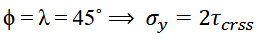 ϕ = λ = 45° ⟹ σ_y = 2τ_crss